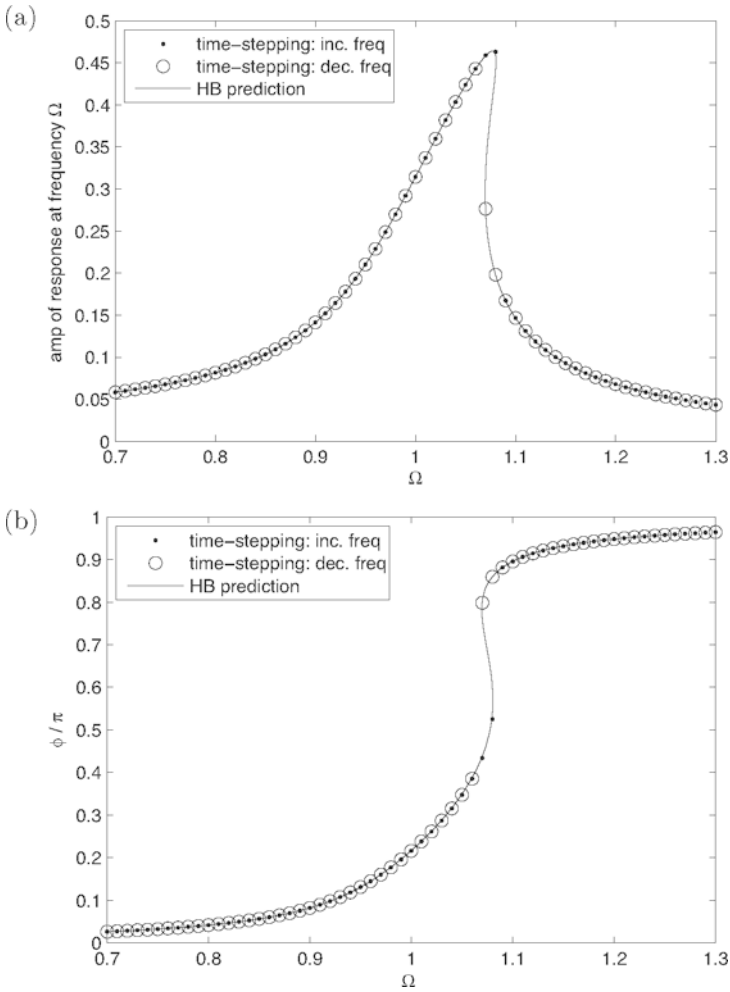 (a)
0.5
0.45
0.4
0.35
0.3
0.25
0.2
0.15
0.1
0.05
0
amp of response at frequency Ω
time−stepping: inc. freq
time−stepping: dec. freq
HB prediction
0.7 0.8 0.9 1 1.1 1.2 1.3
Ω
(b)
1
0.9
0.8
0.7
0.6
0.5
0.4
0.3
0.2
0.1
0
ϕ / π
time−stepping: inc. freq
time−stepping: dec. freq
HB prediction
0.7 0.8 0.9 1 1.1 1.2 1.3
Ω